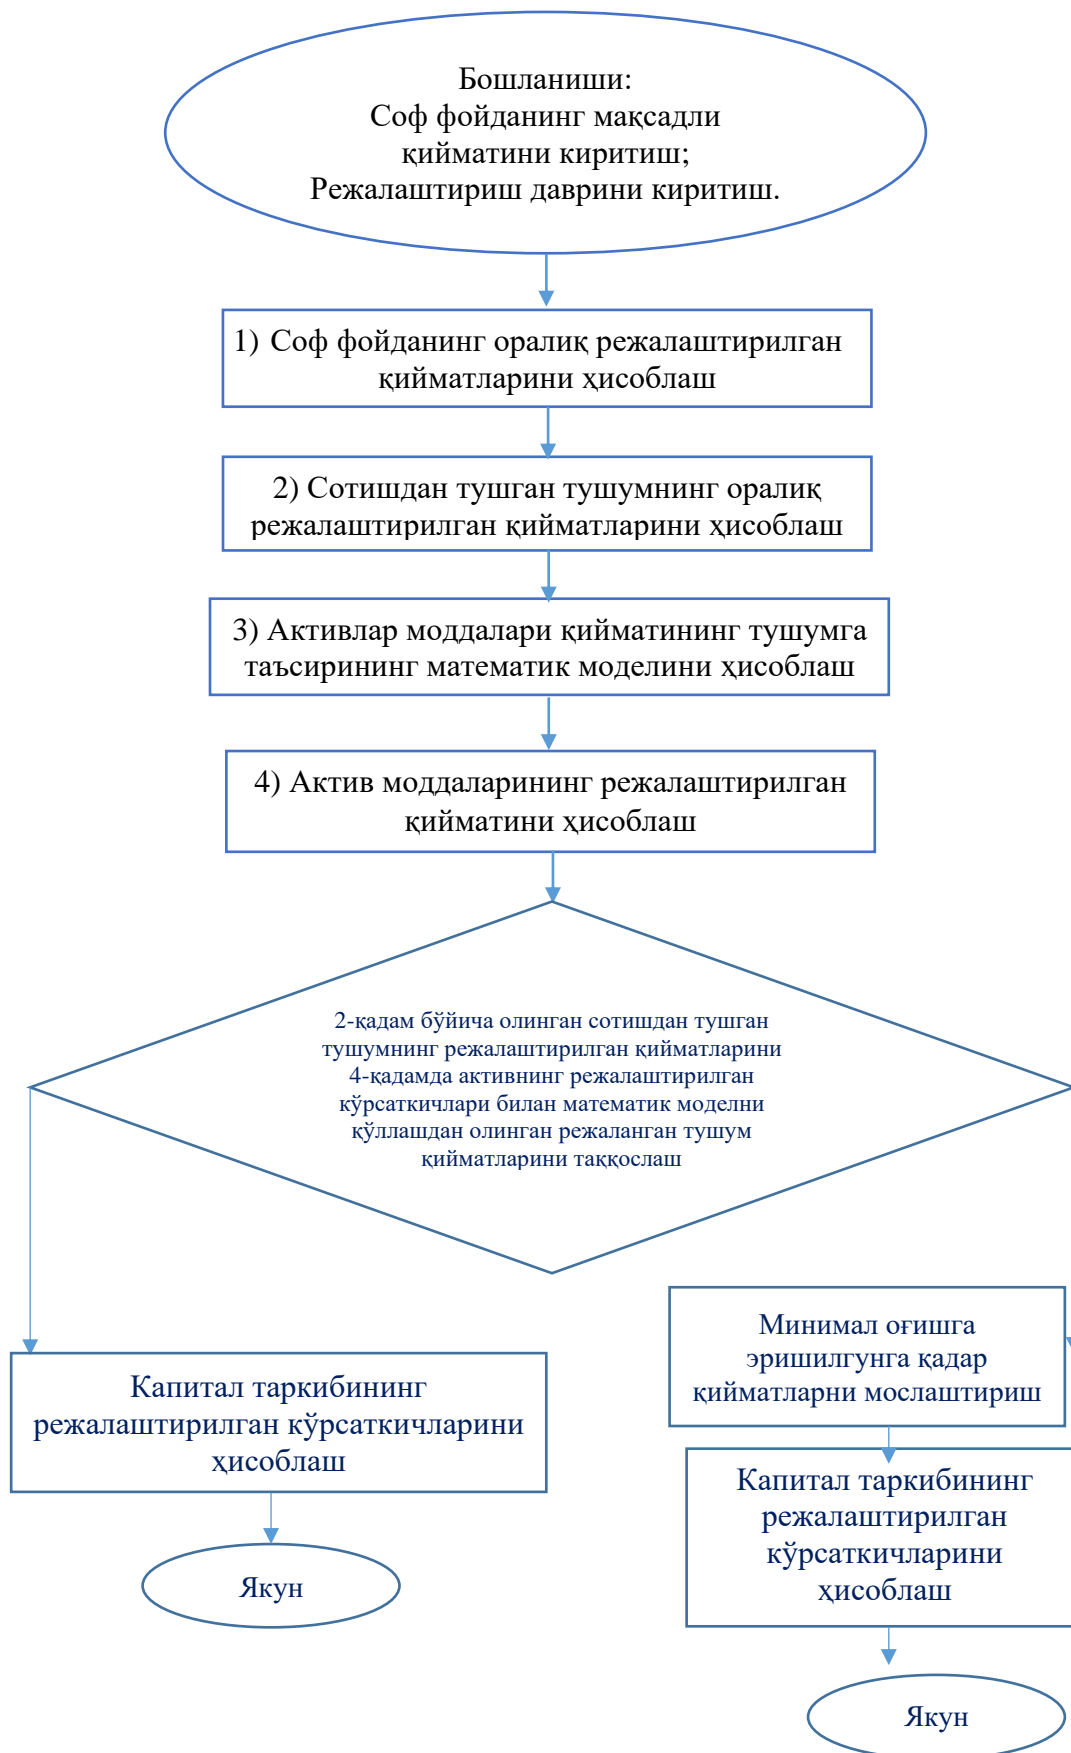 Бошланиши:
Соф фойданинг мақсадли
қийматини киритиш;
Режалаштириш даврини киритиш.
1) Соф фойданинг оралиқ режалаштирилган
қийматларини ҳисоблаш
2) Сотишдан тушган тушумнинг оралиқ
режалаштирилган қийматларини ҳисоблаш
3) Активлар моддалари қийматининг тушумга
таъсирининг математик моделини ҳисоблаш
4) Актив моддаларининг режалаштирилган
қийматини ҳисоблаш
2-қадам бўйича олинган сотишдан тушган
тушумнинг режалаштирилган қийматларини
4-қадамда активнинг режалаштирилган
кўрсаткичлари билан математик моделни
қўллашдан олинган режаланган тушум
қийматларини таққослаш
Капитал таркибининг
режалаштирилган кўрсаткичларини
ҳисоблаш
Якун
Минимал оғишга
эришилгунга қадар
қийматларни мослаштириш
Капитал таркибининг
режалаштирилган
кўрсаткичларини
ҳисоблаш
Якун